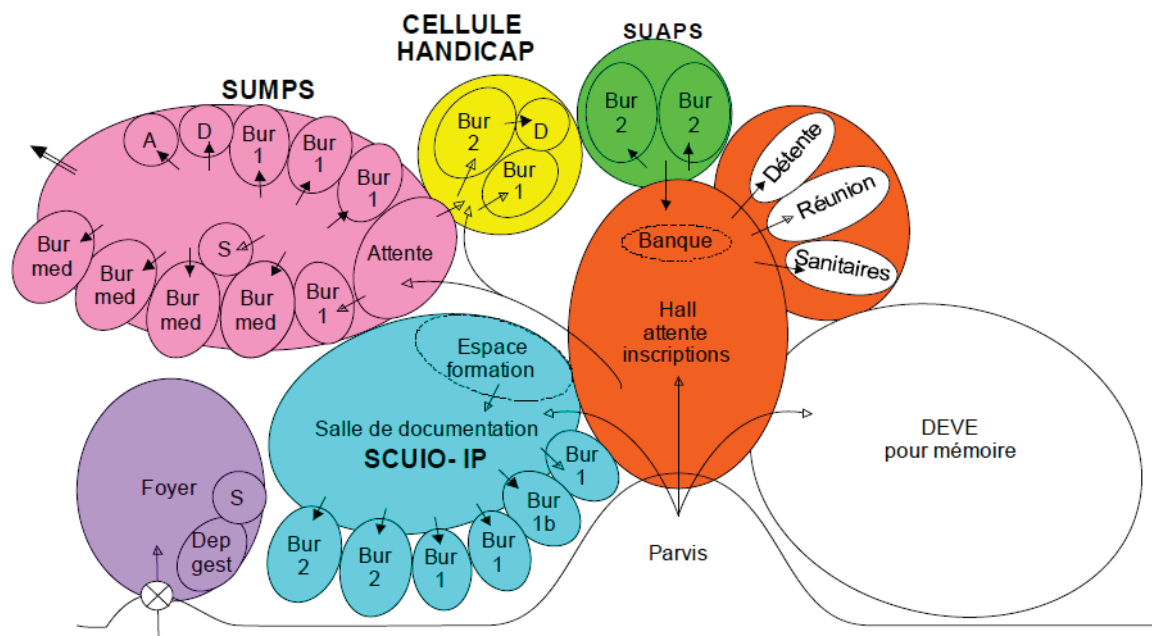 CELLULE
HANDICAP
SUAPS
SUMPS
A
D
Bur
1
Bur
1
Bur
1
Bur
2
D
Bur
1
Bur
2
Bur
2
Détente
Réunion
Sanitaires
Banque
Attente
S
Bur
med
Bur
med
Bur
med
Bur
med
Bur
1
Hall
attente
inscriptions
Espace
formation
Salle de documentation
SCUIO- IP
DEVE
pour mémoire
Foyer
S
Dep
gest
Bur
2
Bur
2
Bur
1
Bur
1
Bur
1b
Bur
1
Parvis